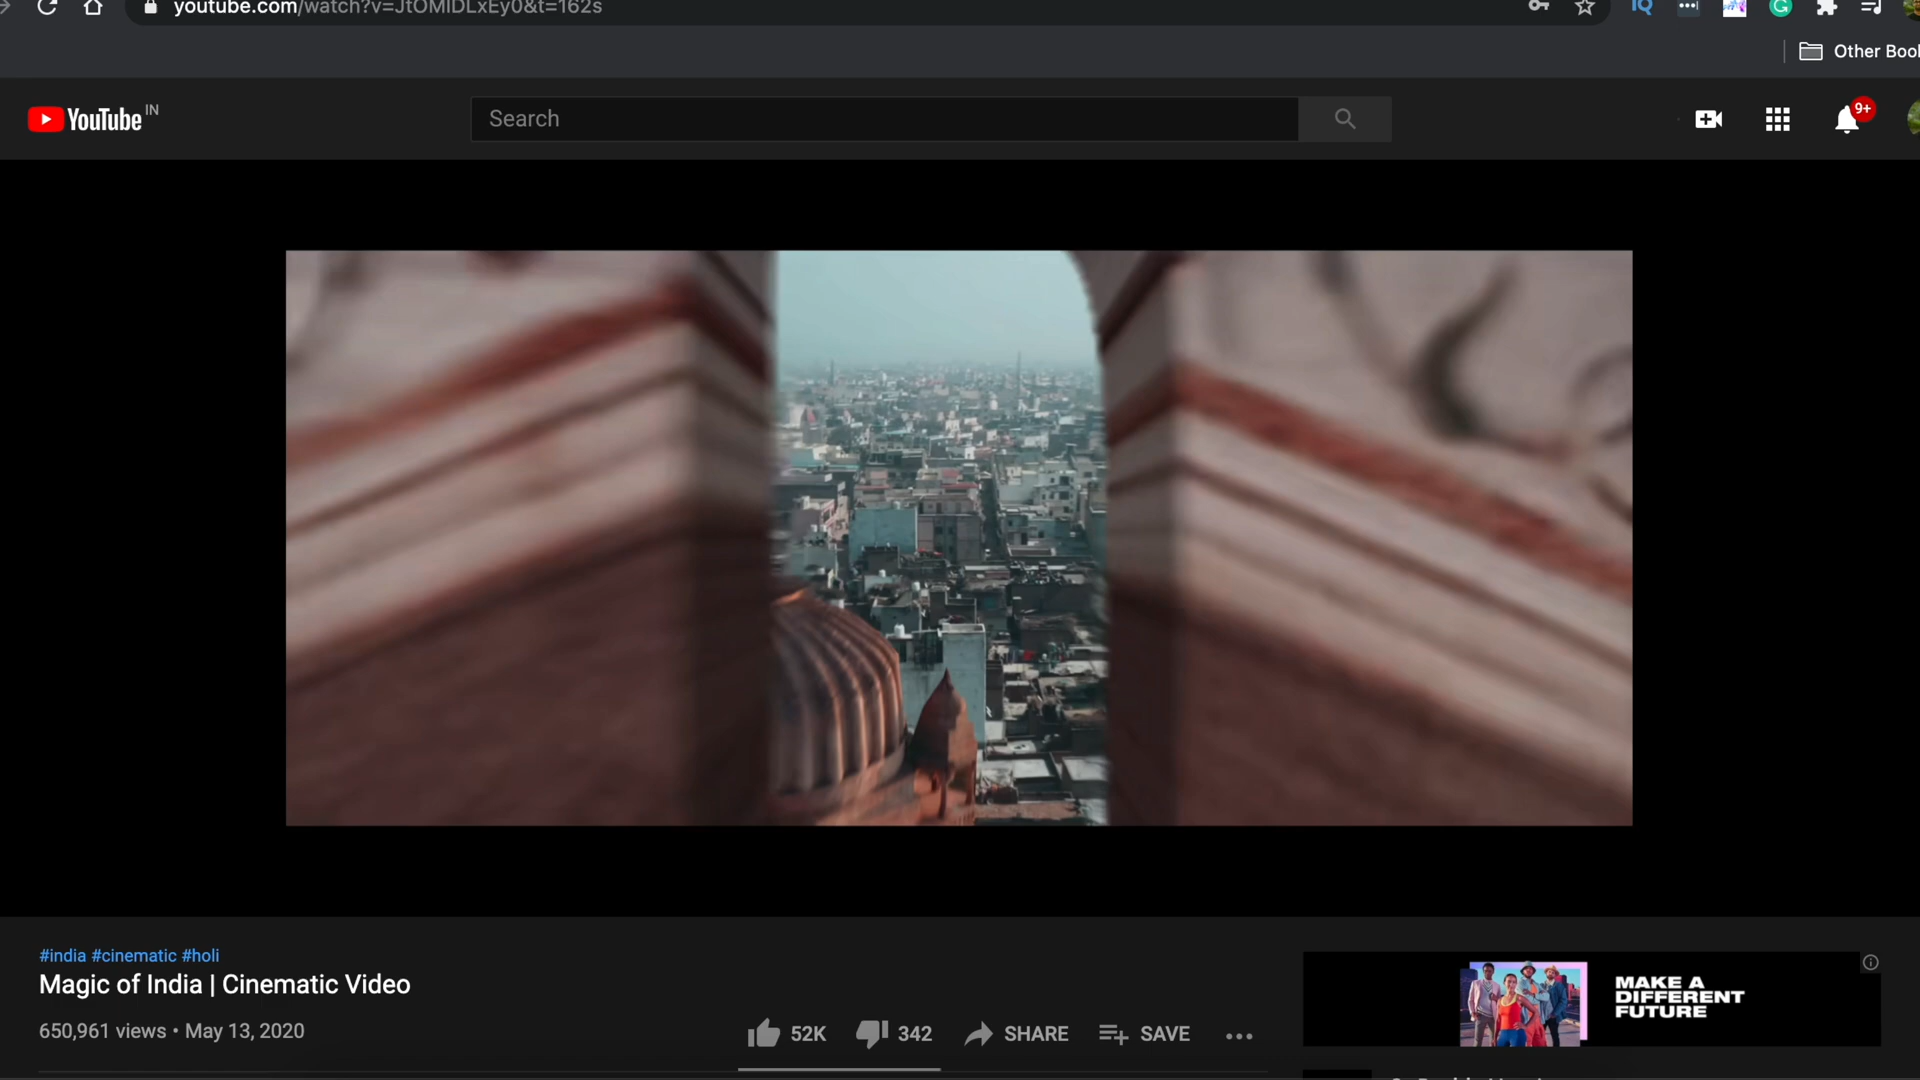 youtube.com/watch?v=JtOMIDLxEy0&t=162s
Other Bool
YouTube IN
Search
9+
#india #cinematic #holi
Magic of India | Cinematic Video
650,961 views • May 13, 2020
52K
342
SHARE
SAVE
MAKE A
DIFFERENT
FUTURE